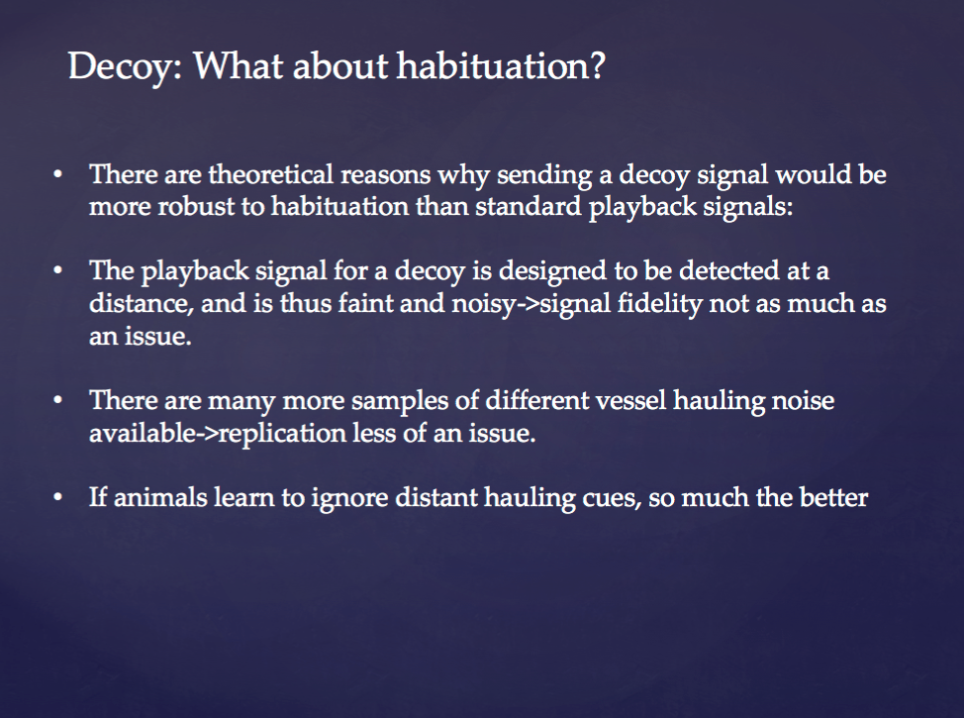 Decoy: What about habituation?
• There are theoretical reasons why sending a decoy signal would be
more robust to habituation than standard playback signals:
• The playback signal for a decoy is designed to be detected at a
distance, and is thus faint and noisy->signal fidelity not as much as
an issue.
• There are many more samples of different vessel hauling noise
available->replication less of an issue.
• If animals learn to ignore distant hauling cues, so much the better